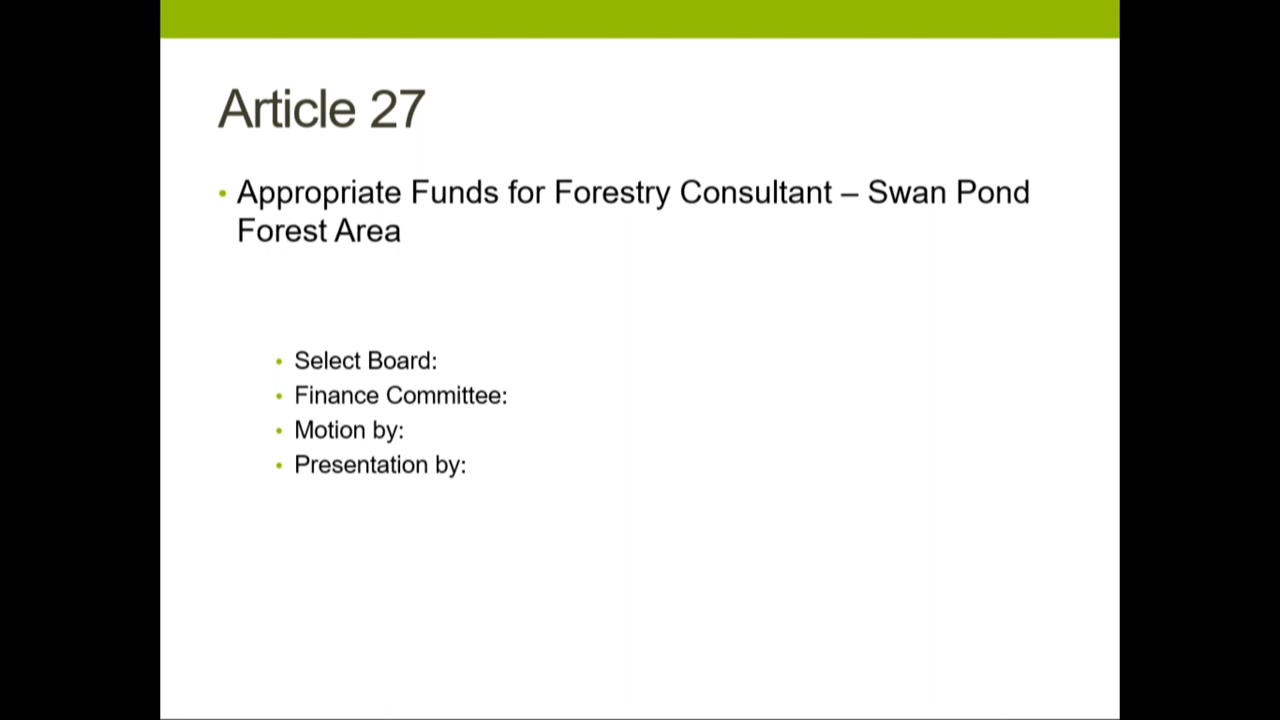 Article 27
• Appropriate Funds for Forestry Consultant – Swan Pond
Forest Area
• Select Board:
• Finance Committee:
• Motion by:
• Presentation by: